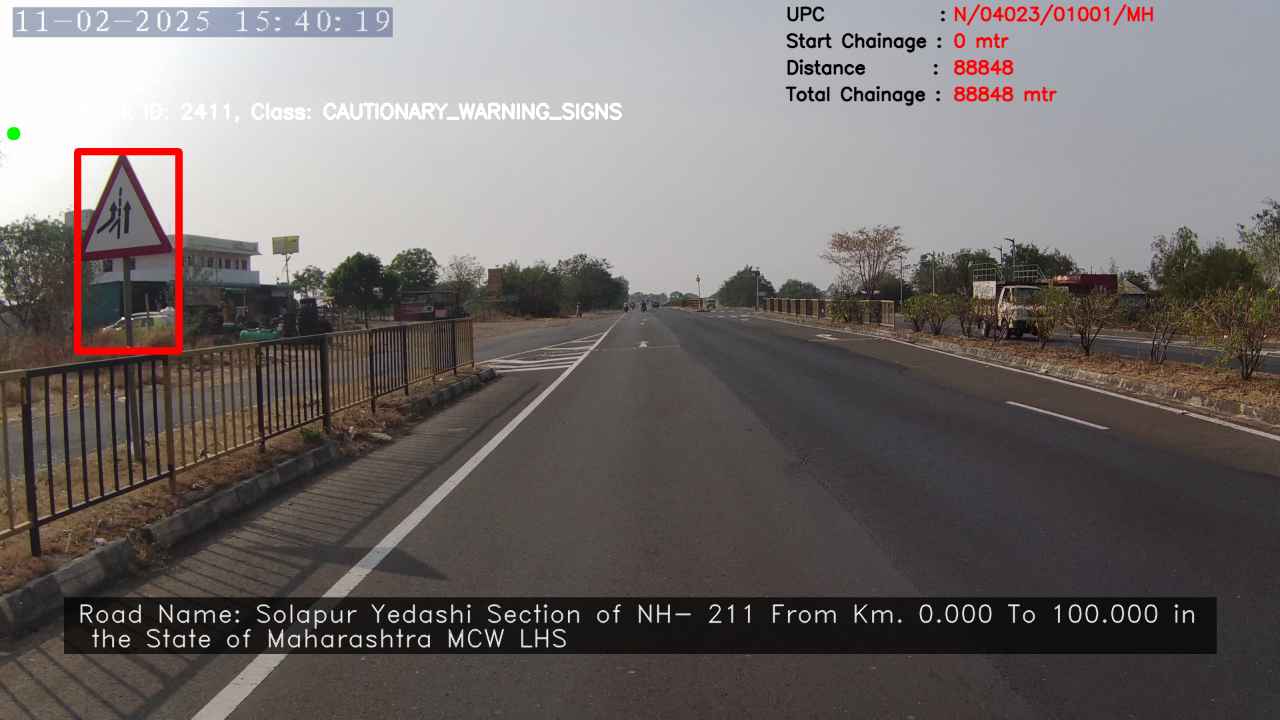 11-02-2025 15:40:19
UPC : N/04023/01001/MH
Start Chainage : 0 mtr
Distance : 88848
Total Chainage : 88848 mtr
ID: 2411, Class: CAUTIONARY_WARNING_SIGNS
Road Name: Solapur Yedashi Section of NH- 211 From Km. 0.000 To 100.000 in
the State of Maharashtra MCW LHS